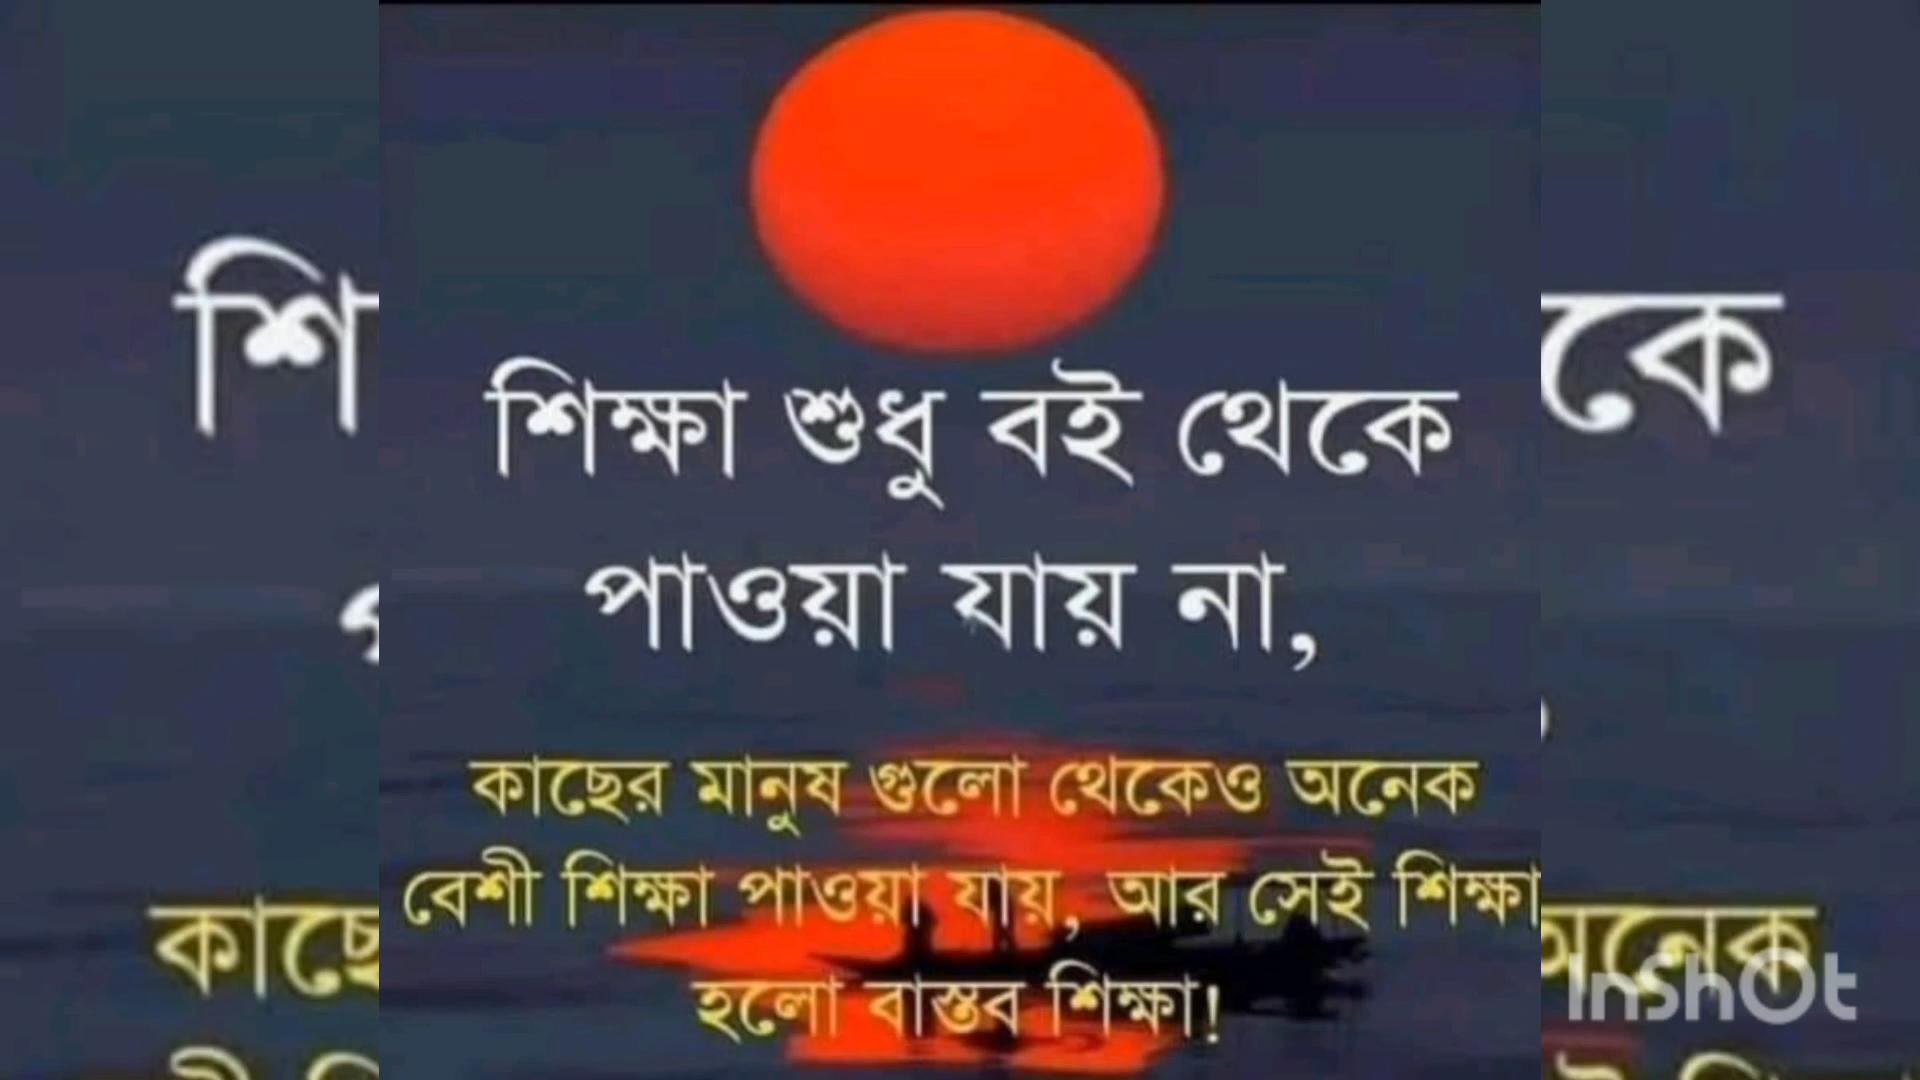 শিক্ষা শুধু বই থেকে
পাওয়া যায় না,
কাছের মানুষ গুলো থেকেও অনেক
বেশী শিক্ষা পাওয়া যায়, আর সেই শিক্ষা
হলো বাস্তব শিক্ষা!
InShOt